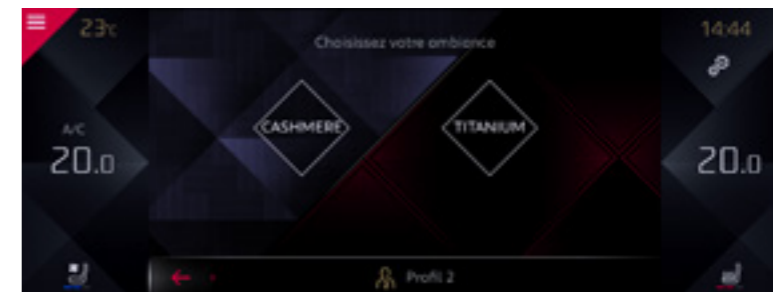 23°C
Choisissez votre ambiance
14:44
CASHMERE
TITANIUM
A/C
20.0
20.0
Profil 2